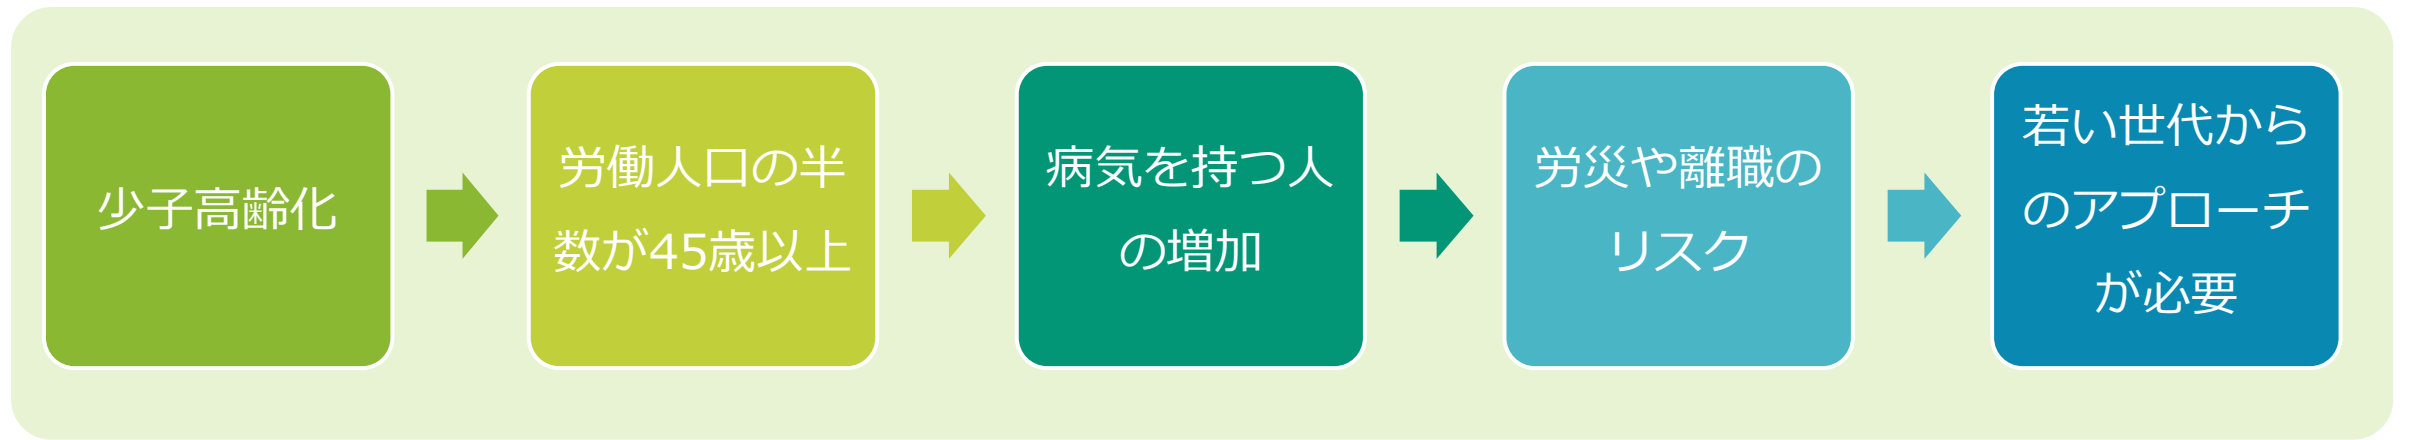 少子高齢化
労働人口の半
数が45歳以上
病気を持つ人
の増加
労災や離職の
リスク
若い世代から
のアプローチ
が必要